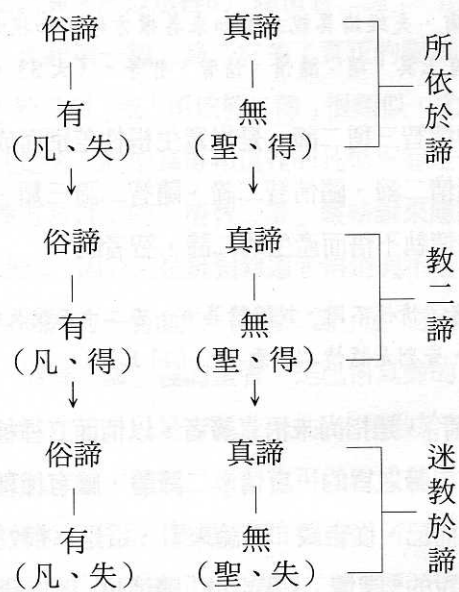 俗諦 真諦
有 無
(凡、失) (聖、得)
所依於諦
俗諦 真諦
有 無
(凡、得) (聖、得)
教二諦
俗諦 真諦
有 無
(凡、失) (聖、失)
迷教於諦